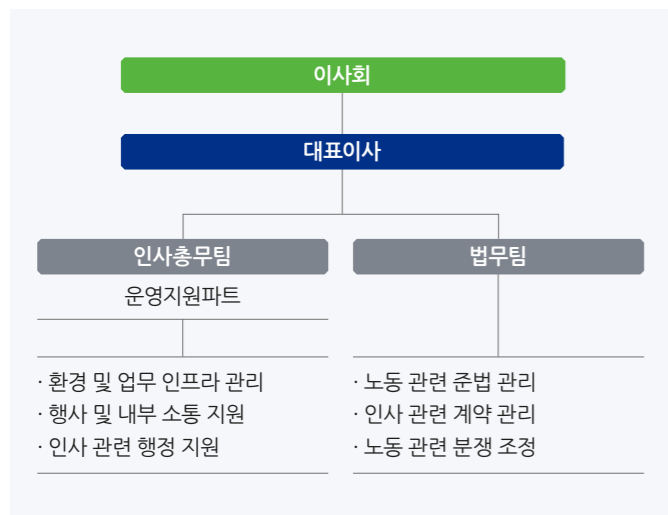 이사회
대표이사
인사총무팀
운영지원파트
· 환경 및 업무 인프라 관리
· 행사 및 내부 소통 지원
· 인사 관련 행정 지원
법무팀
· 노동 관련 준법 관리
· 인사 관련 계약 관리
· 노동 관련 분쟁 조정